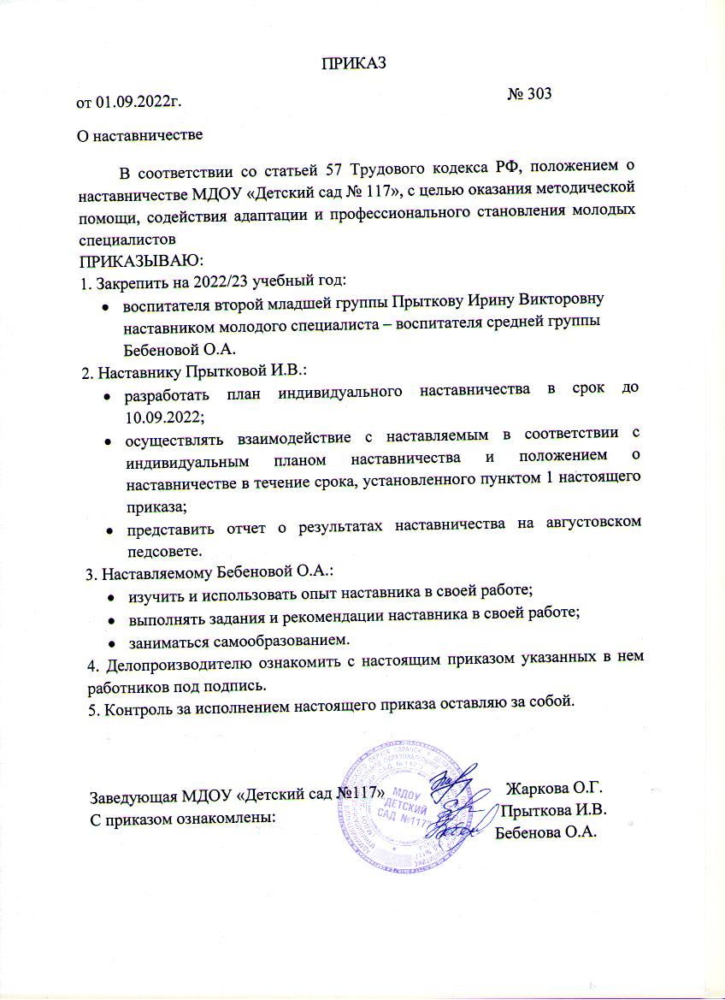 ПРИКАЗ
от 01.09.2022г.
№ 303
О наставничестве
В соответствии со статьей 57 Трудового кодекса РФ, положением о
наставничестве МДОУ «Детский сад № 117», с целью оказания методической
помощи, содействия адаптации и профессионального становления молодых
специалистов
ПРИКАЗЫВАЮ:
1. Закрепить на 2022/23 учебный год:
• воспитателя второй младшей группы Прыткову Ирину Викторовну
наставником молодого специалиста – воспитателя средней группы
Бебеновой О.А.
2. Наставнику Прытковой И.В.:
• разработать план индивидуального наставничества в срок до
10.09.2022;
• осуществлять взаимодействие с наставляемым в соответствии с
индивидуальным планом наставничества и положением о
наставничестве в течение срока, установленного пунктом 1 настоящего
приказа;
• представить отчет о результатах наставничества на августовском
педсовете.
3. Наставляемому Бебеновой О.А.:
• изучить и использовать опыт наставника в своей работе;
• выполнять задания и рекомендации наставника в своей работе;
• заниматься самообразованием.
4. Делопроизводителю ознакомить с настоящим приказом указанных в нем
работников под подпись.
5. Контроль за исполнением настоящего приказа оставляю за собой.
Заведующая МДОУ «Детский сад №117»
Жаркова О.Г.
С приказом ознакомлены:
Прыткова И.В.
Бебенова О.А.
МДОУ
"ДЕТСКИЙ
САД №117"